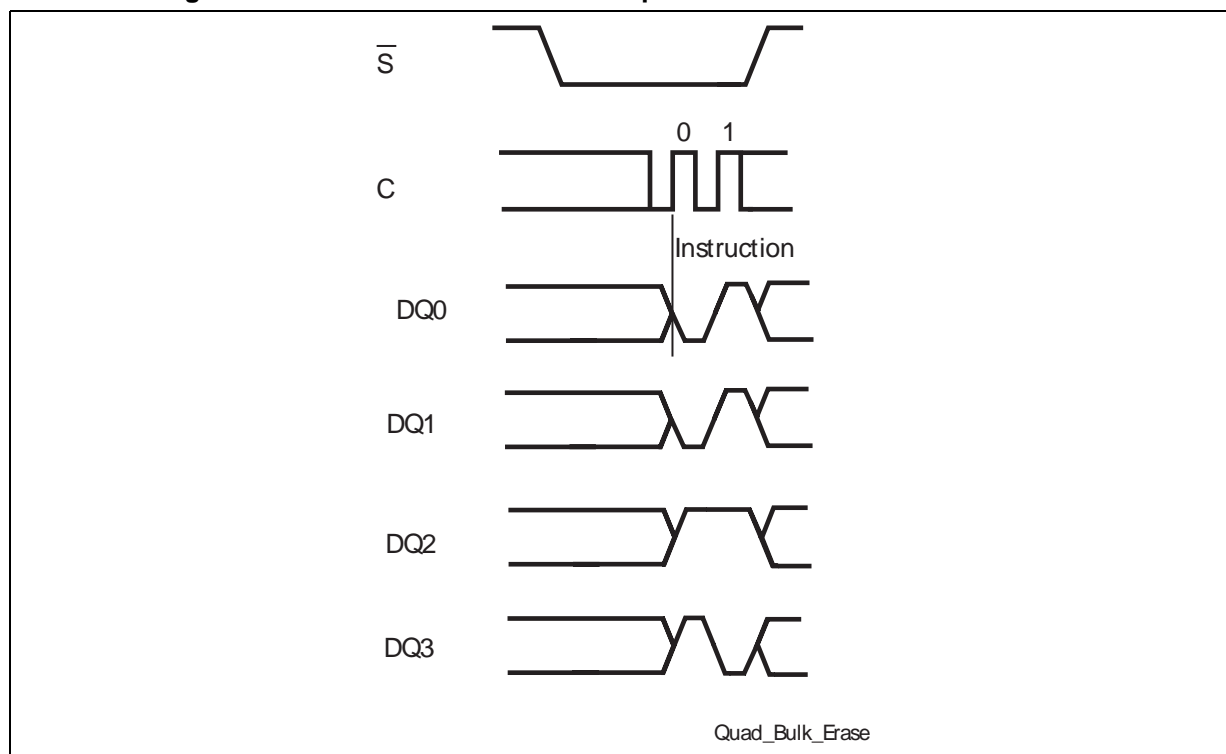 S
0 1
C
Instruction
DQ0
DQ1
DQ2
DQ3
Quad_Bulk_Erase